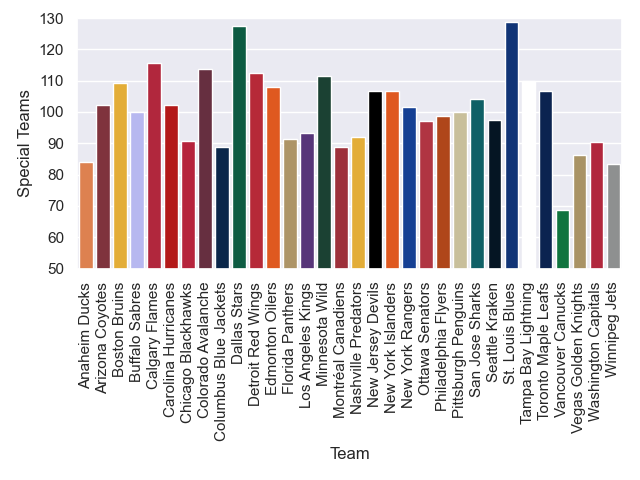 130
120
110
100
90
80
70
60
50
Special Teams
Anaheim Ducks
Arizona Coyotes
Boston Bruins
Buffalo Sabres
Calgary Flames
Carolina Hurricanes
Chicago Blackhawks
Colorado Avalanche
Columbus Blue Jackets
Dallas Stars
Detroit Red Wings
Edmonton Oilers
Florida Panthers
Los Angeles Kings
Minnesota Wild
Montréal Canadiens
Nashville Predators
New Jersey Devils
New York Islanders
New York Rangers
Ottawa Senators
Philadelphia Flyers
Pittsburgh Penguins
San Jose Sharks
Seattle Kraken
St. Louis Blues
Tampa Bay Lightning
Toronto Maple Leafs
Vancouver Canucks
Vegas Golden Knights
Washington Capitals
Winnipeg Jets
Team